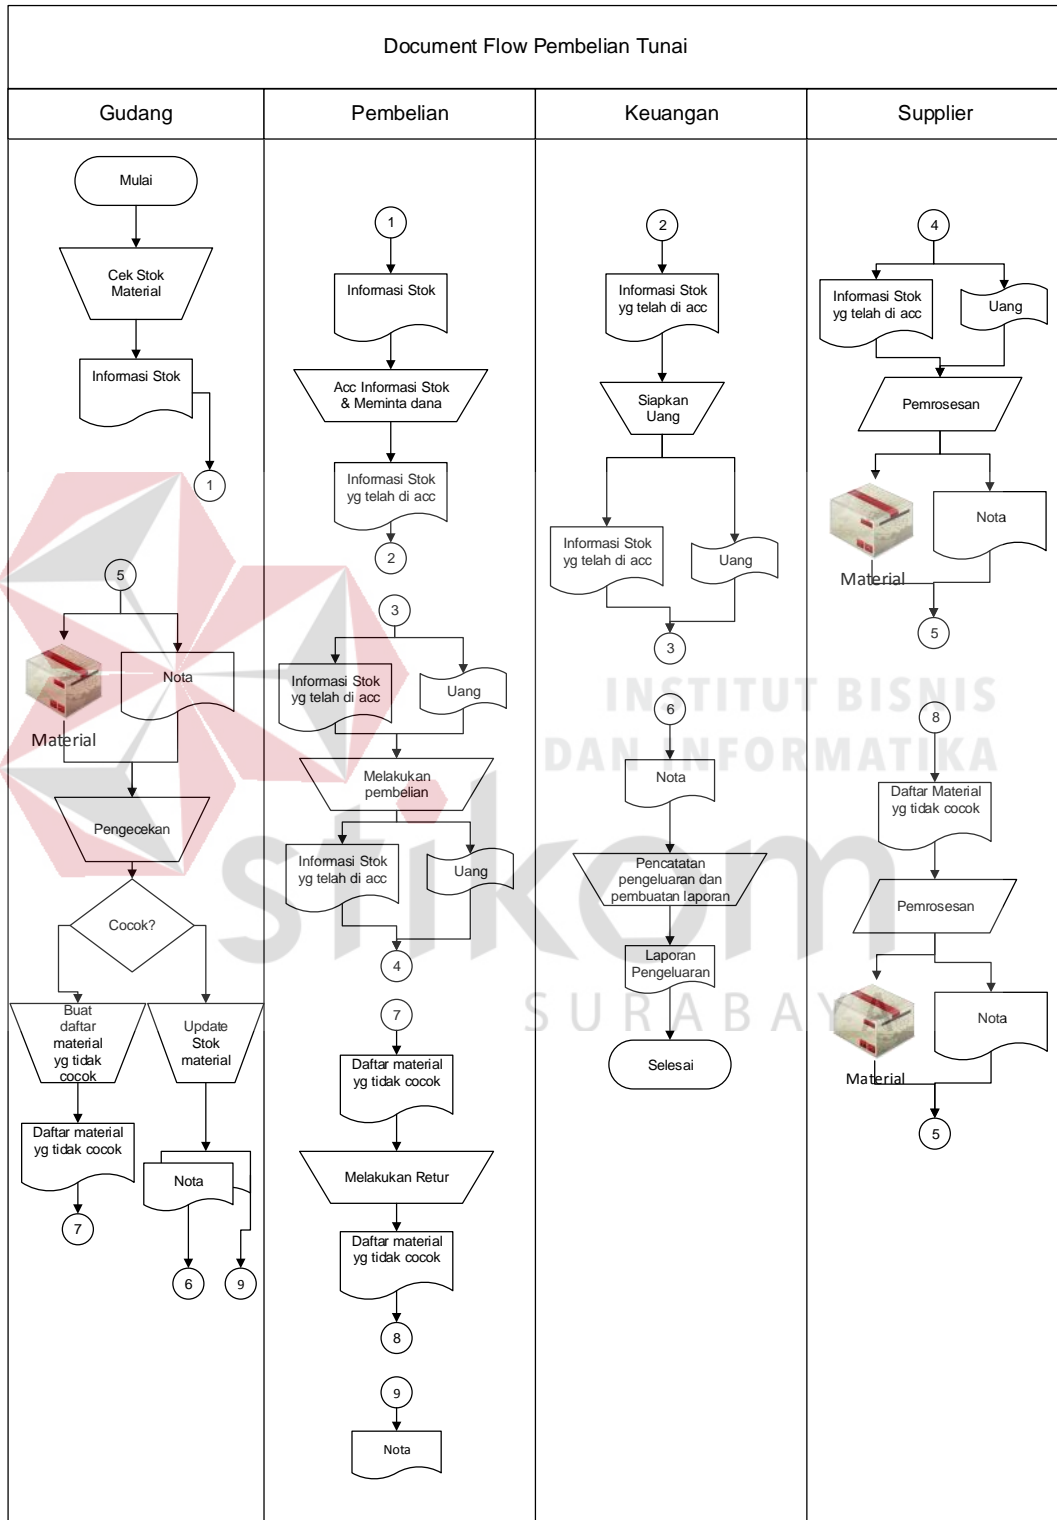 Document Flow Pembelian Tunai
Gudang
Pembelian
Keuangan
Supplier
Mulai
Cek Stok
Material
Informasi Stok
1
5
Material
Nota
Pengecekan
Cocok?
Buat
daftar
material
yg tidak
cocok
Update
Stok
material
Daftar material
yg tidak cocok
Nota
7
6
9
1
Informasi Stok
Acc Informasi Stok
& Meminta dana
Informasi Stok
yg telah di acc
2
3
Informasi Stok
yg telah di acc
Uang
Melakukan
pembelian
Informasi Stok
yg telah di acc
Uang
4
7
Daftar material
yg tidak cocok
Melakukan Retur
Daftar material
yg tidak cocok
8
9
Nota
2
Informasi Stok
yg telah di acc
Siapkan
Uang
Informasi Stok
yg telah di acc
Uang
3
6
Nota
Pencatatan
pengeluaran dan
pembuatan laporan
Laporan
Pengeluaran
Selesai
4
Informasi Stok
yg telah di acc
Uang
Pemrosesan
Material
Nota
5
8
Daftar Material
yg tidak cocok
Pemrosesan
Material
Nota
5
INSTITUT BISNIS
DAN INFORMATIKA
stikom
SURABAYA